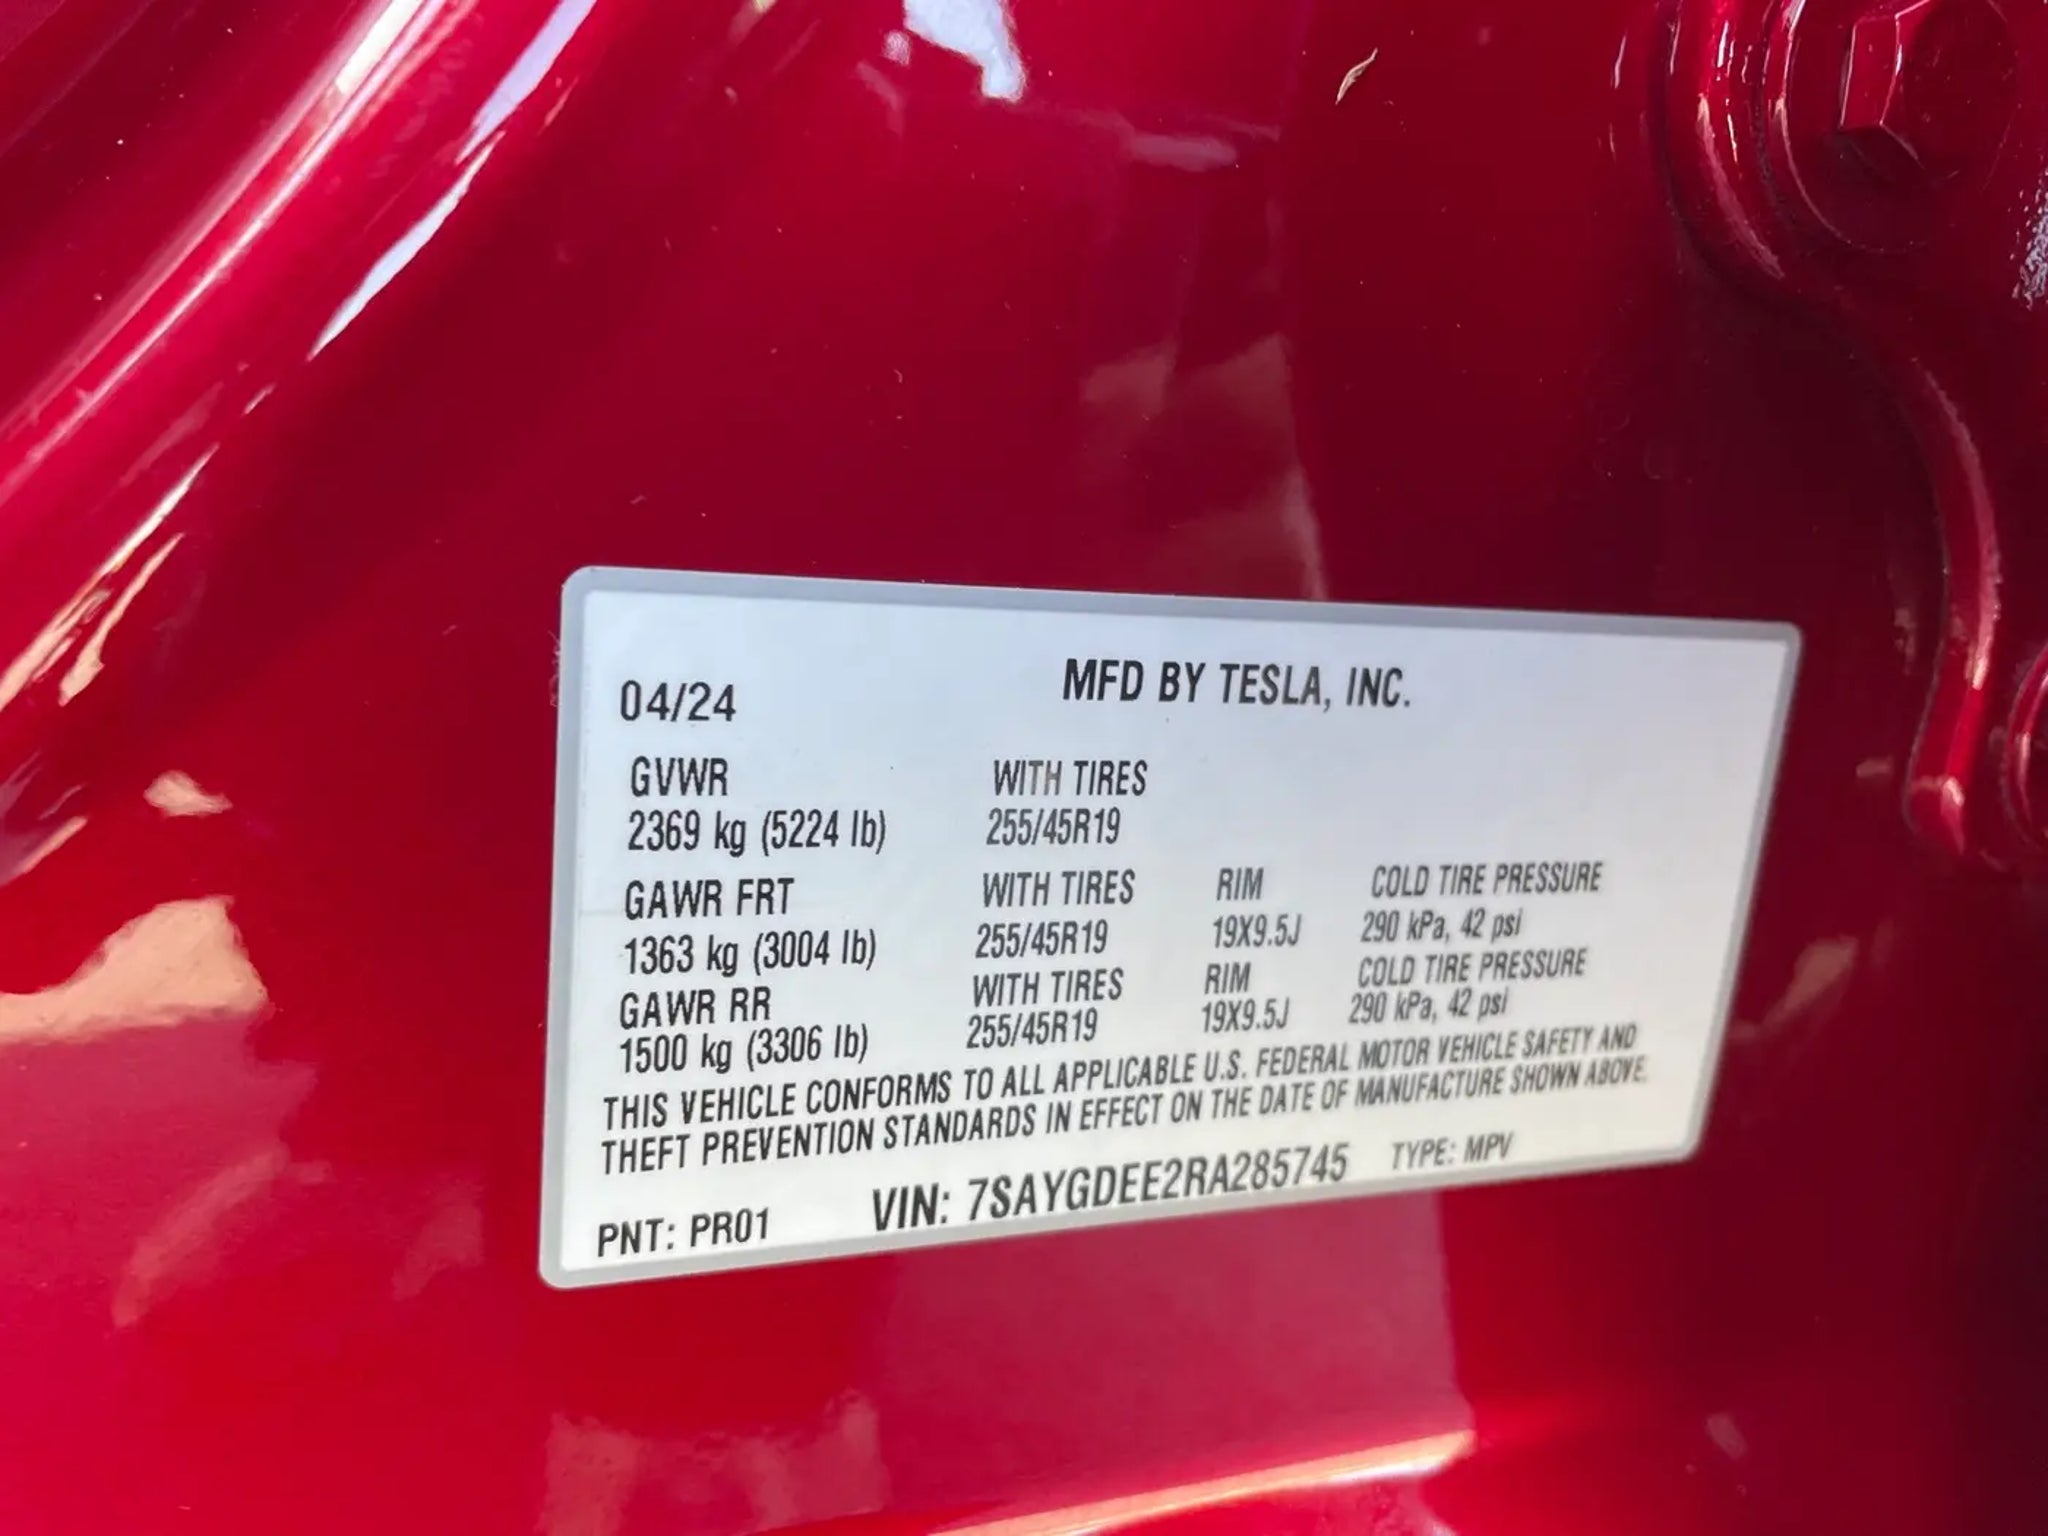 04/24 MFD BY TESLA, INC.
GVWR WITH TIRES
2369 kg (5224 lb) 255/45R19
GAWR FRT WITH TIRES RIM COLD TIRE PRESSURE
1363 kg (3004 lb) 255/45R19 19X9.5J 290 kPa, 42 psi
GAWR RR WITH TIRES RIM COLD TIRE PRESSURE
1500 kg (3306 lb) 255/45R19 19X9.5J 290 kPa, 42 psi
THIS VEHICLE CONFORMS TO ALL APPLICABLE U.S. FEDERAL MOTOR VEHICLE SAFETY AND
THEFT PREVENTION STANDARDS IN EFFECT ON THE DATE OF MANUFACTURE SHOWN ABOVE.
PNT: PR01 VIN: 7SAYGDEE2RA285745 TYPE: MPV